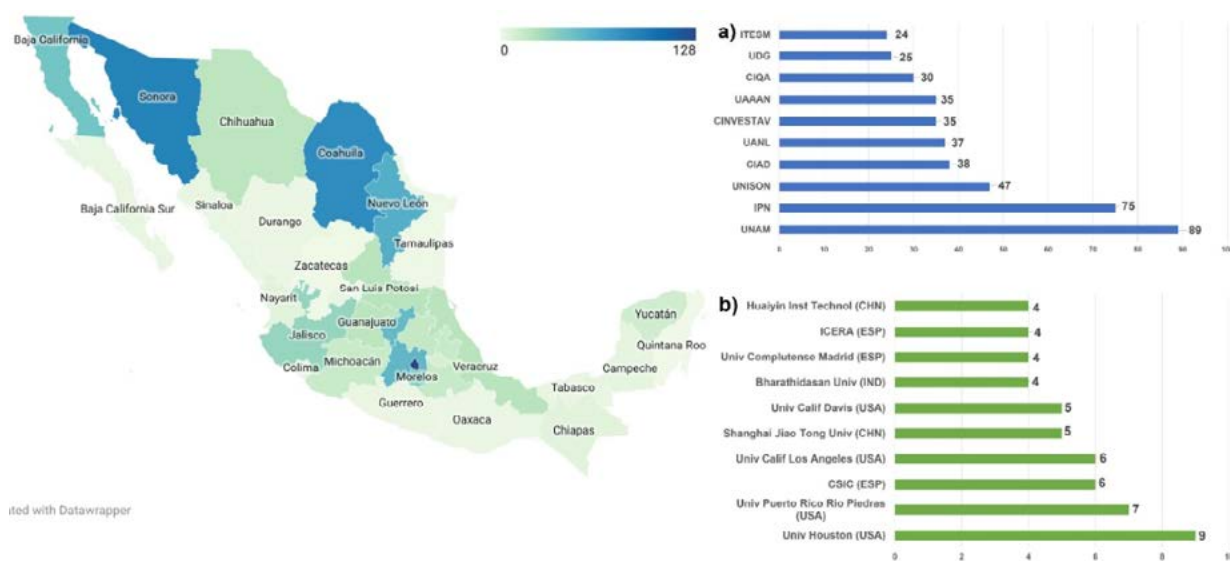 Baja California
Sonora
Chihuahua
Coahuila
Baja California Sur
Sinaloa
Durango
Nuevo León
Tamaulipas
Zacatecas
San Luis Potosí
Nayarit
Guanajuato
Jalisco
Colima
Michoacán
Morelos
Veracruz
Guerrero
Oaxaca
Tabasco
Chiapas
Campeche
Yucatán
Quintana Roo
0
128
ted with Datawrapper
a)
ITESM 24
UDG 25
CIQA 30
UAAAN 35
CINVESTAV 35
UANL 37
CIAD 38
UNISON 47
IPN 75
UNAM 89
0 10 20 30 40 50 60 70 80 90 10
b)
Huaiyin Inst Technol (CHN) 4
ICERA (ESP) 4
Univ Complutense Madrid (ESP) 4
Bharathidasan Univ (IND) 4
Univ Calif Davis (USA) 5
Shanghai Jiao Tong Univ (CHN) 5
Univ Calif Los Angeles (USA) 6
CSIC (ESP) 6
Univ Puerto Rico Rio Piedras
(USA) 7
Univ Houston (USA) 9
0 2 4 6 8